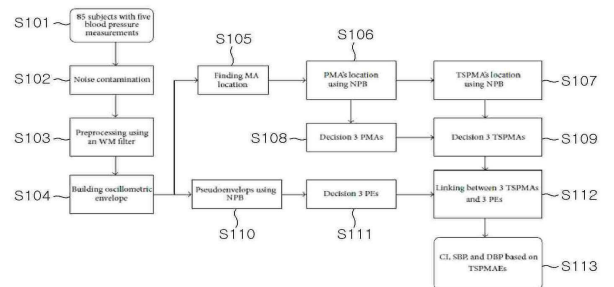 S101
85 subjects with five
blood pressure
measurements
S102
Noise contamination
S103
Preprocessing using
an WM filter
S104
Building oscillometric
envelope
S105
Finding MA
location
S106
PMA's location
using NPB
S107
TSPMA's location
using NPB
S108
Decision 3 PMAs
S109
Decision 3 TSPMAs
Pseudoenvelops using
NPB
S110
Decision 3 PEs
S111
Linking between 3 TSPMAs
and 3 PEs
S112
CI, SBP, and DBP based on
TSPMAEs
S113